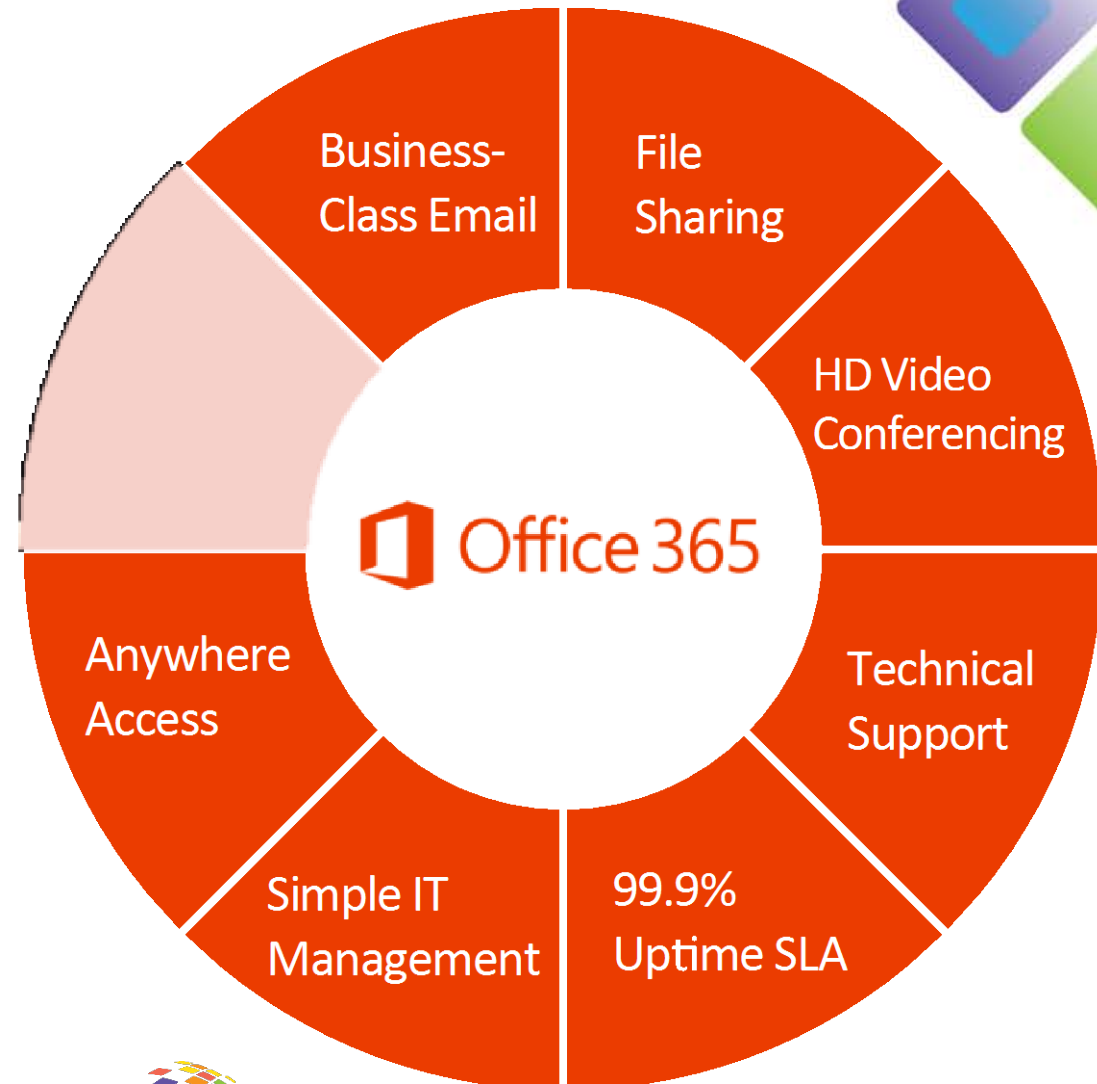 Business-
Class Email
File
Sharing
HD Video
Conferencing
Office 365
Anywhere
Access
Technical
Support
Simple IT
Management
99.9%
Uptime SLA